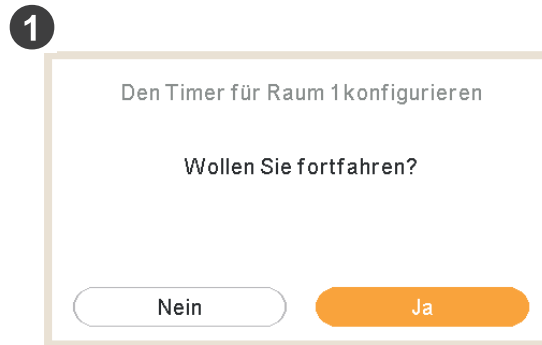 1
Den Timer für Raum 1 konfigurieren
Wollen Sie fortfahren?
Nein
Ja